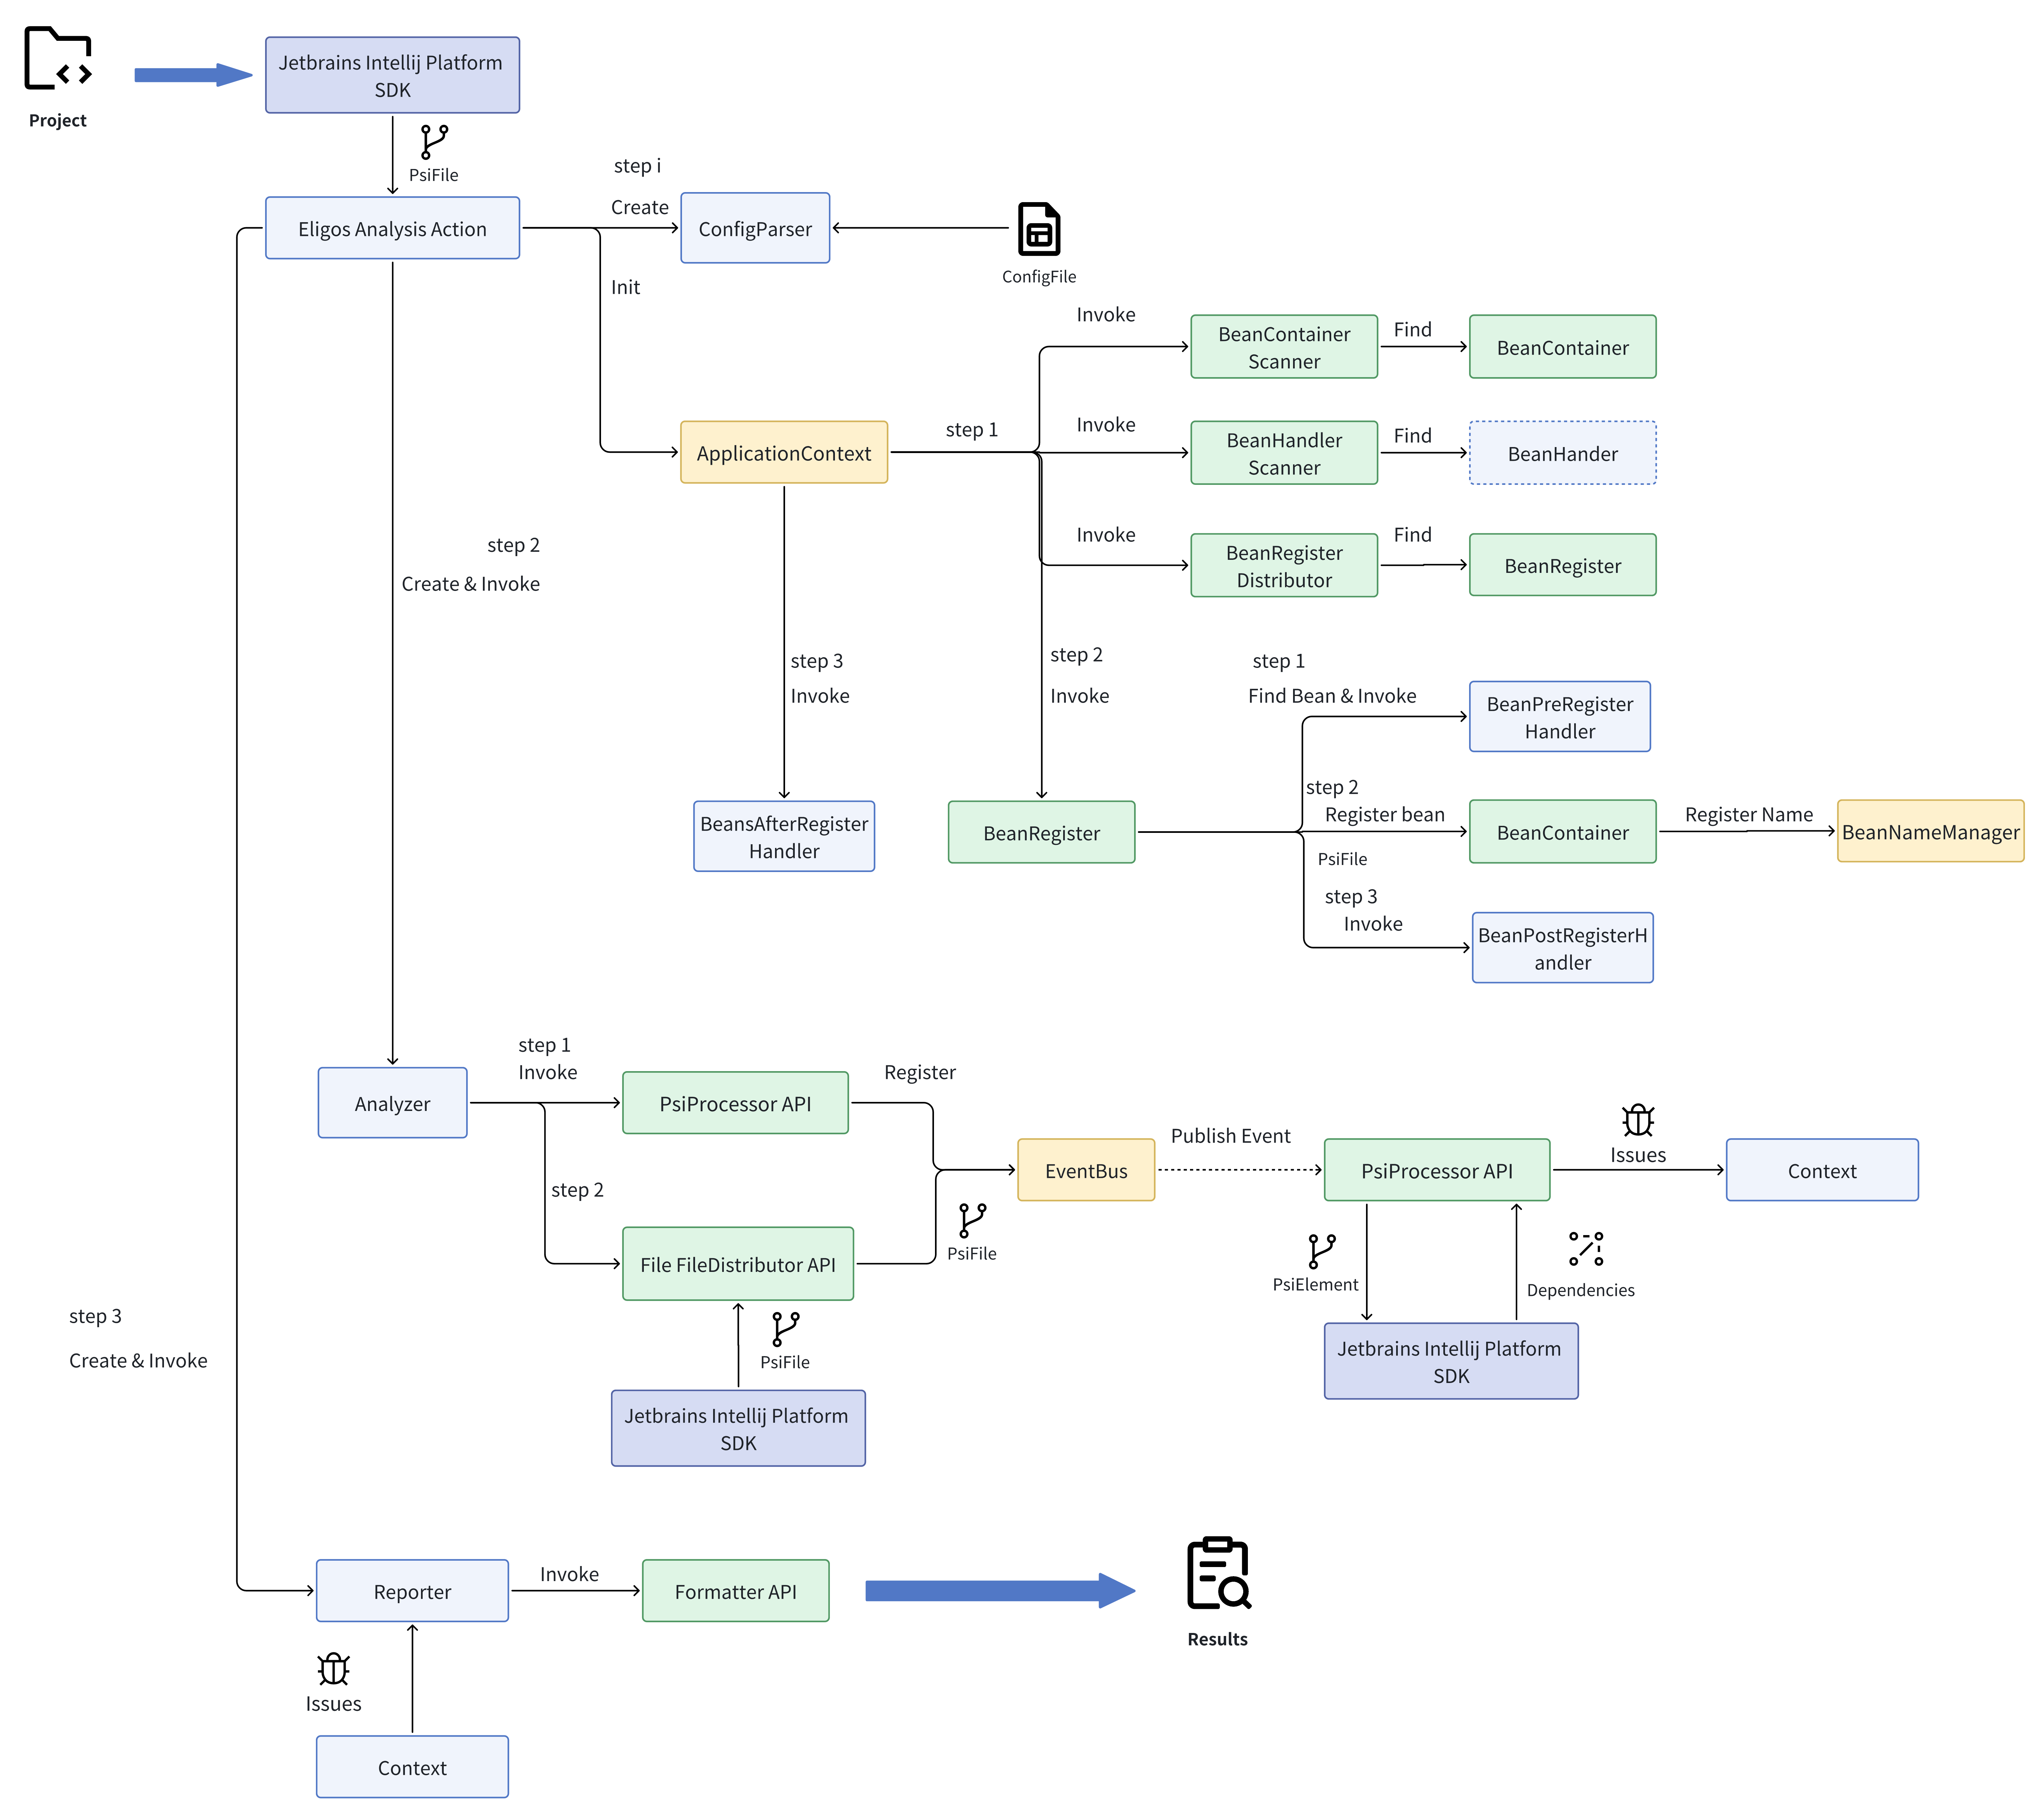 Project
Jetbrains Intellij Platform
SDK
PsiFile
Eligos Analysis Action
step i
Create
ConfigParser
ConfigFile
Init
Invoke
BeanContainer
Scanner
Find
BeanContainer
ApplicationContext
step 1
Invoke
BeanHandler
Scanner
Find
BeanHander
Invoke
BeanRegister
Distributor
Find
BeanRegister
step 2
Create & Invoke
step 3
Invoke
step 2
Invoke
step 1
Find Bean & Invoke
BeanPreRegister
Handler
BeansAfterRegister
Handler
BeanRegister
step 2
Register bean
PsiFile
BeanContainer
Register Name
BeanNameManager
step 3
Invoke
BeanPostRegisterH
andler
Analyzer
step 1
Invoke
PsiProcessor API
Register
step 2
File FileDistributor API
PsiFile
EventBus
Publish Event
PsiProcessor API
Issues
Context
PsiElement
Dependencies
Jetbrains Intellij Platform
SDK
PsiFile
Jetbrains Intellij Platform
SDK
step 3
Create & Invoke
Reporter
Invoke
Formatter API
Results
Issues
Context